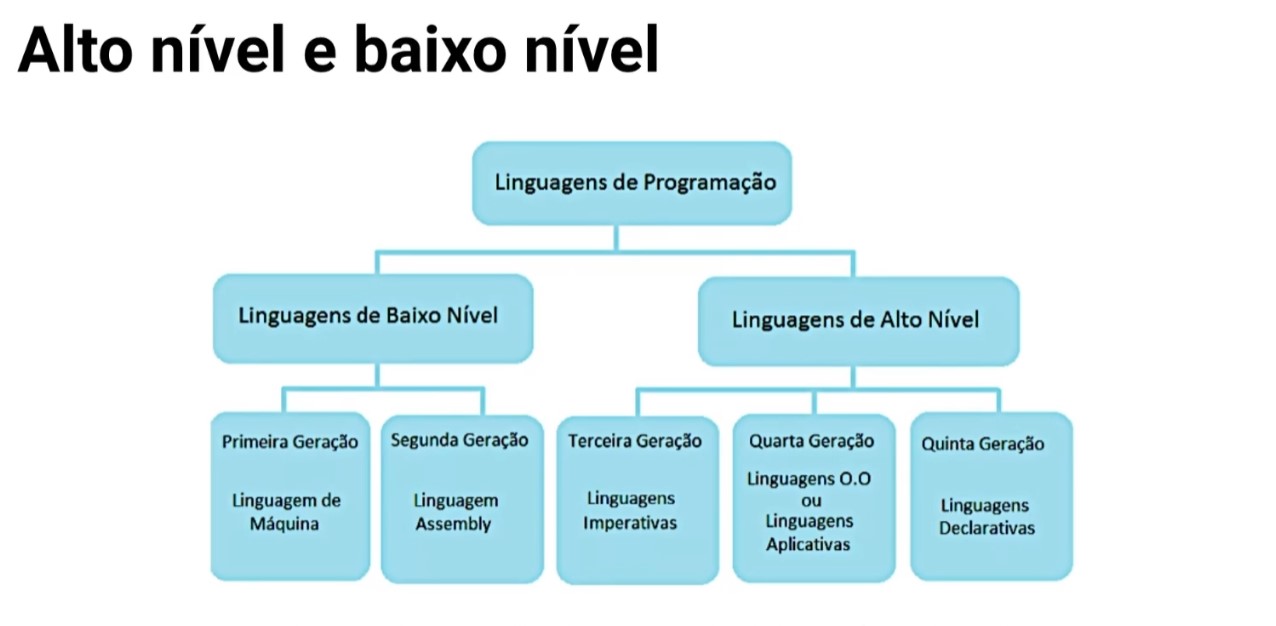 Alto nível e baixo nível
Linguagens de Programação
Linguagens de Baixo Nível
Linguagens de Alto Nível
Primeira Geração
Linguagem de
Máquina
Segunda Geração
Linguagem
Assembly
Terceira Geração
Linguagens
Imperativas
Quarta Geração
Linguagens O.O
ou
Linguagens
Aplicativas
Quinta Geração
Linguagens
Declarativas